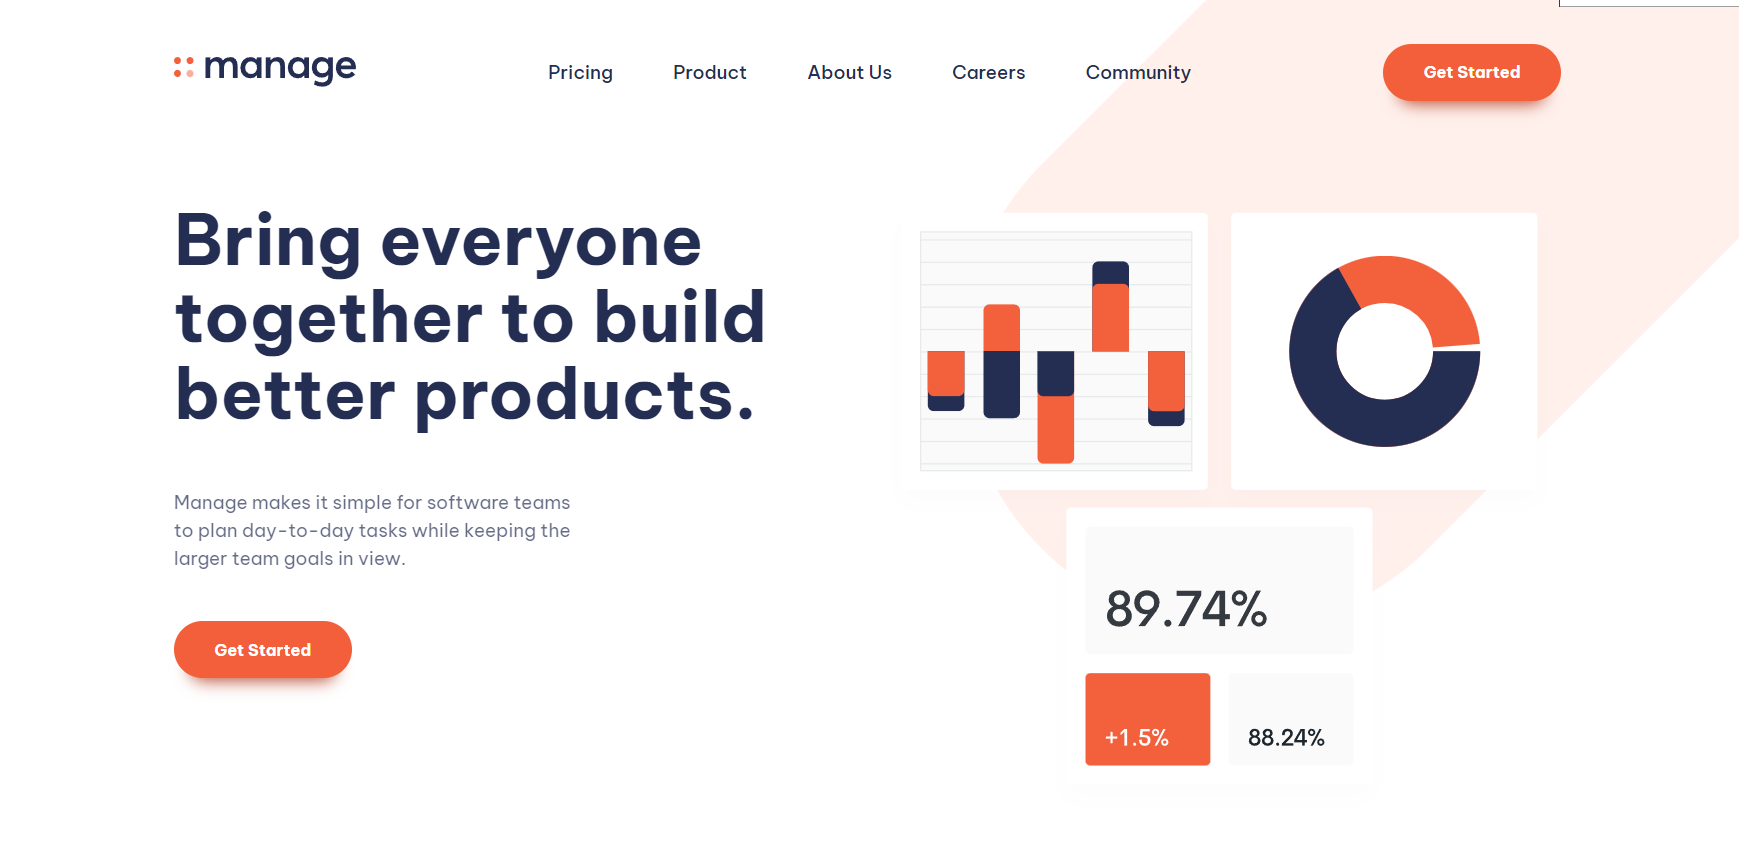 manage
Pricing
Product
About Us
Careers
Community
Get Started
Bring everyone
together to build
better products.
Manage makes it simple for software teams
to plan day-to-day tasks while keeping the
larger team goals in view.
Get Started
89.74%
+1.5%
88.24%